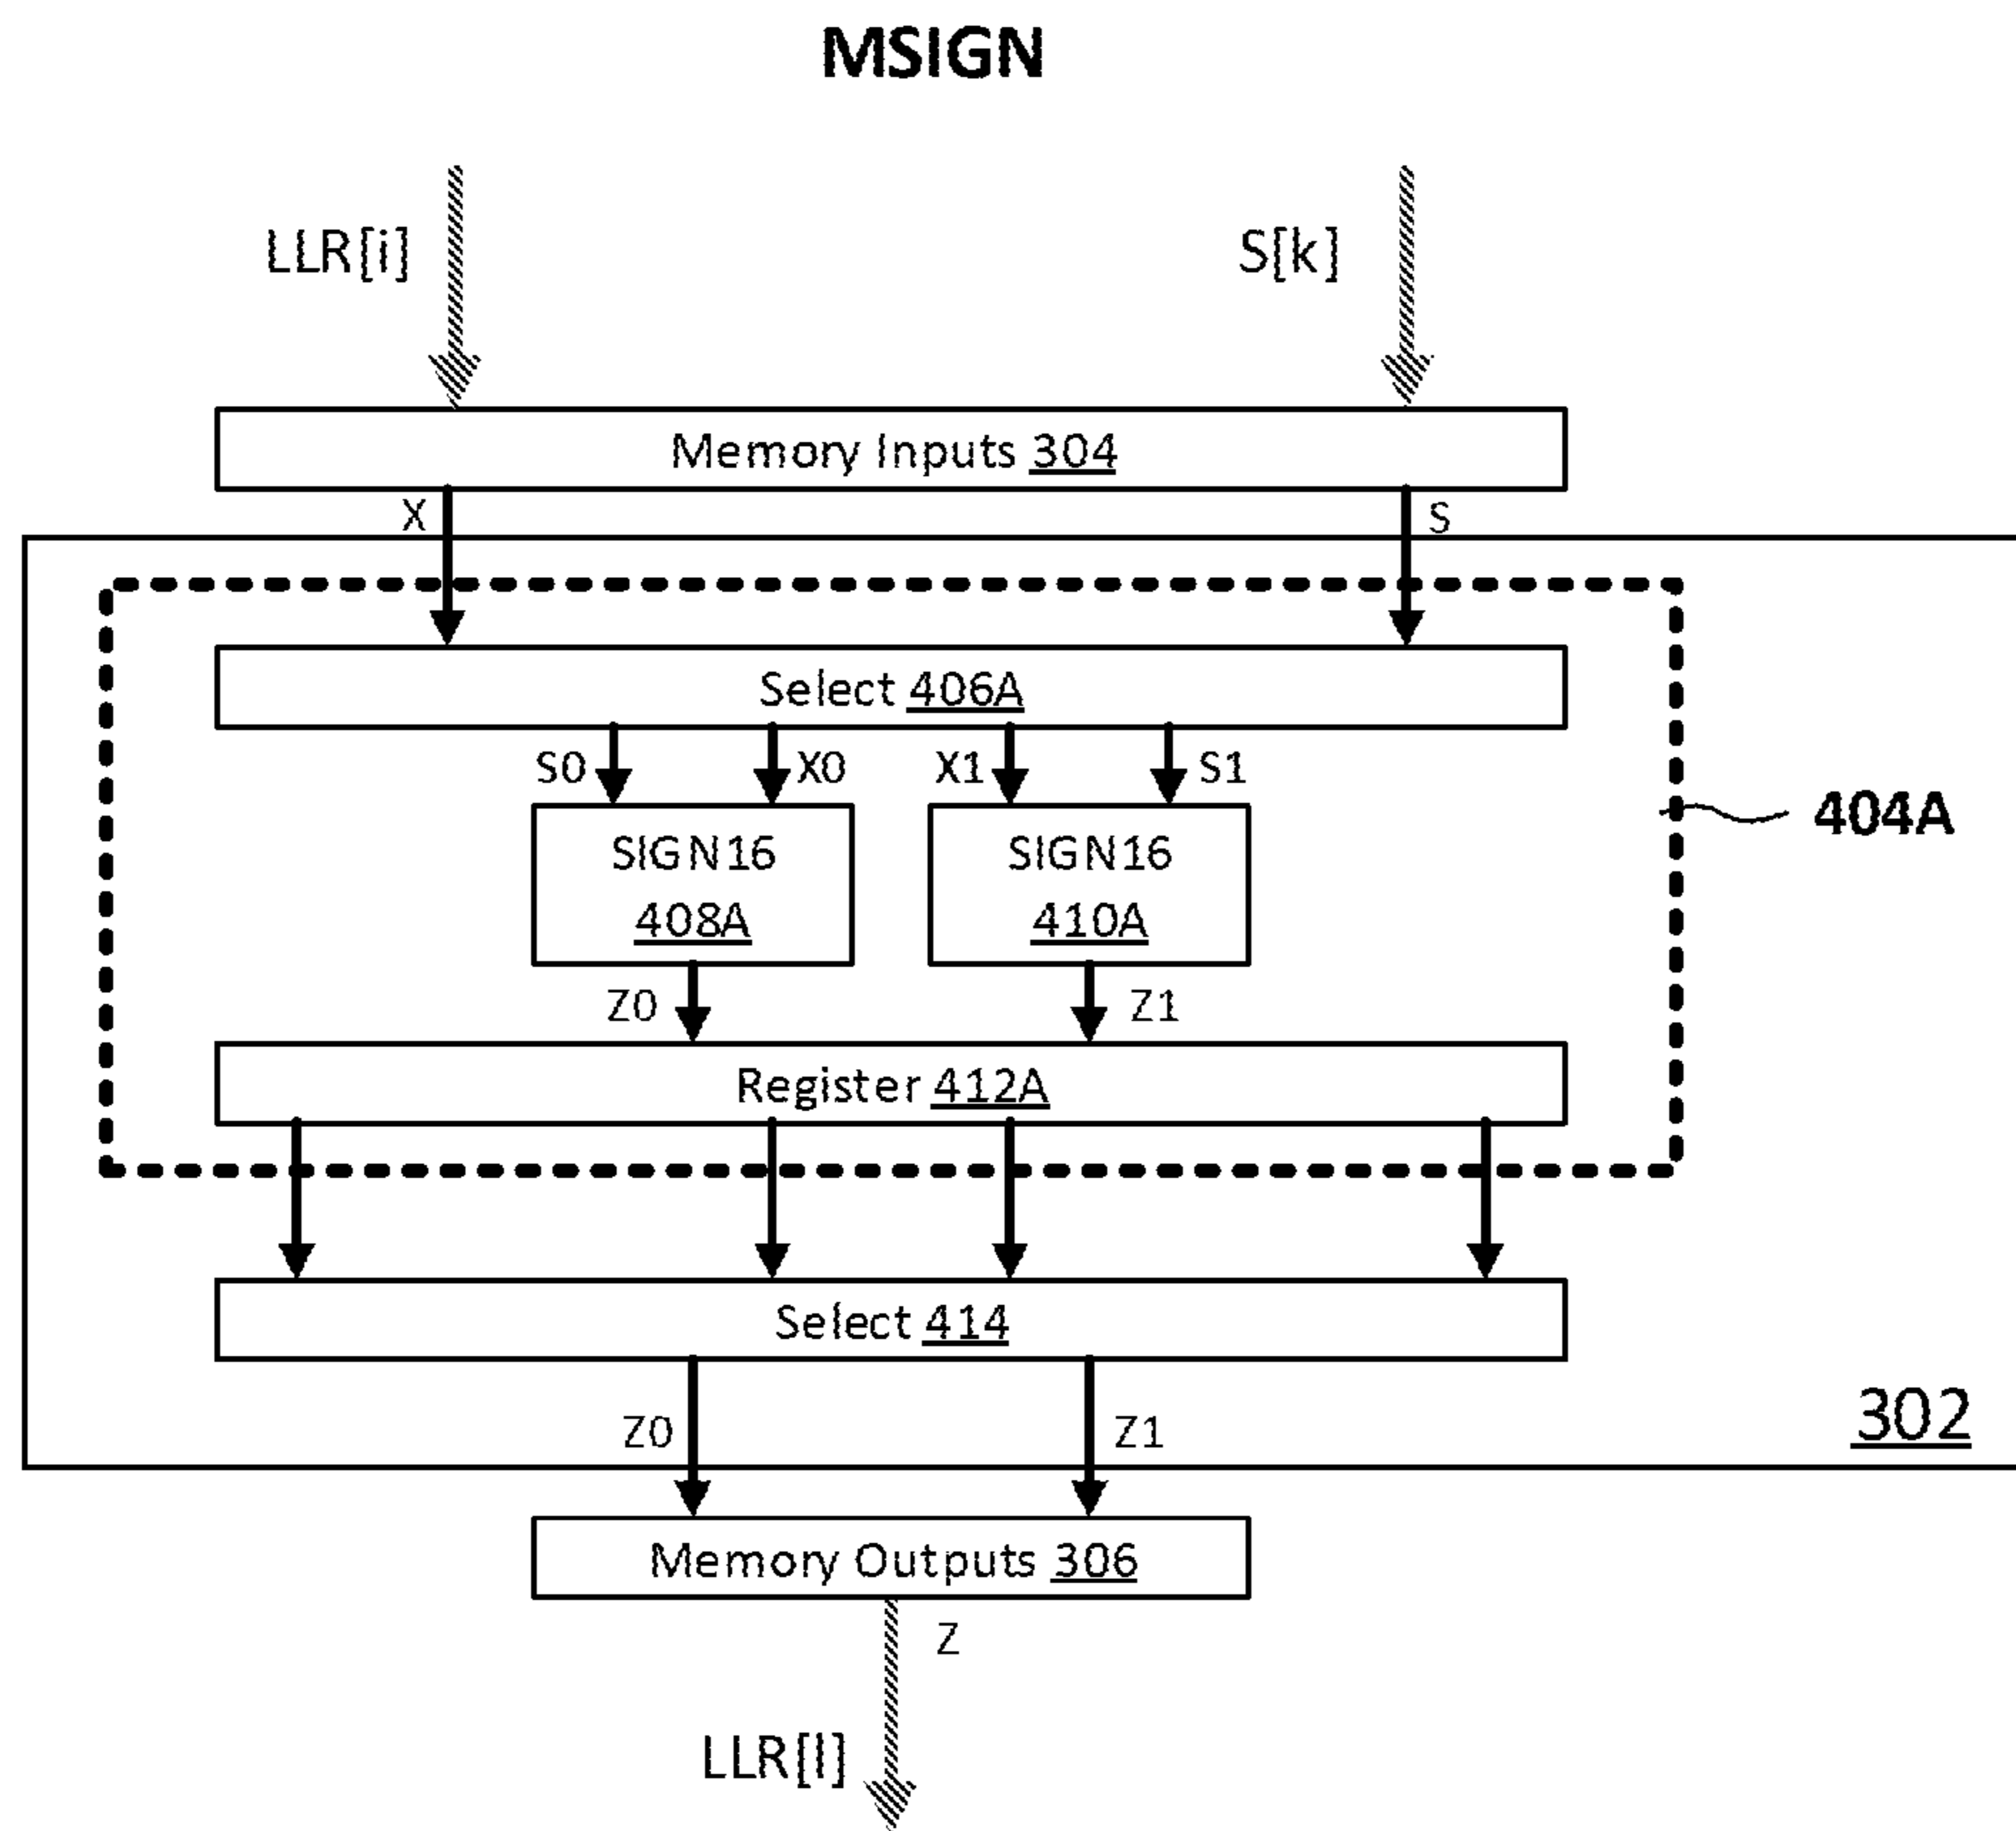 MSIGN
LLR[i]
S[k]
Memory Inputs 304
X
S
Select 406A
S0
X0
X1
S1
SIGN16
408A
SIGN16
410A
404A
Z0
Z1
Register 412A
Select 414
Z0
Z1
302
Memory Outputs 306
Z
LLR[l]